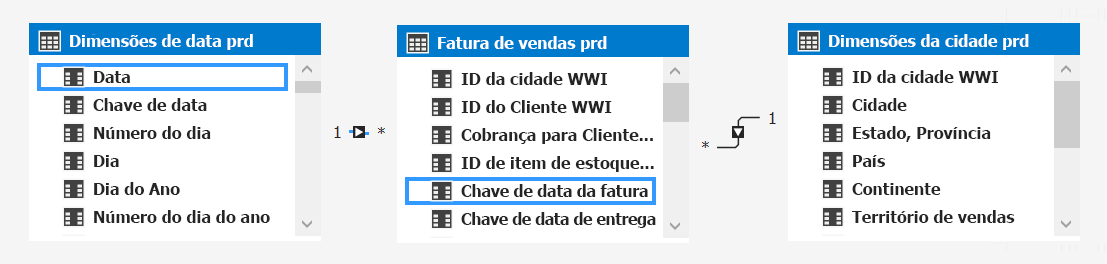 Dimensões de data prd
Data
Chave de data
Número do dia
Dia
Dia do Ano
Número do dia do ano
1
*
Fatura de vendas prd
ID da cidade WWI
ID do Cliente WWI
Cobrança para Cliente...
ID de item de estoque...
Chave de data da fatura
Chave de data de entrega
*
1
Dimensões da cidade prd
ID da cidade WWI
Cidade
Estado, Província
País
Continente
Território de vendas